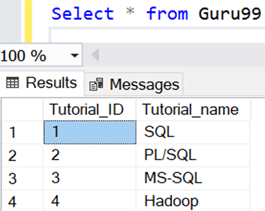 Select * from Guru99
100 %
Results Messages
Tutorial_ID Tutorial_name
1 1 SQL
2 2 PL/SQL
3 3 MS-SQL
4 4 Hadoop